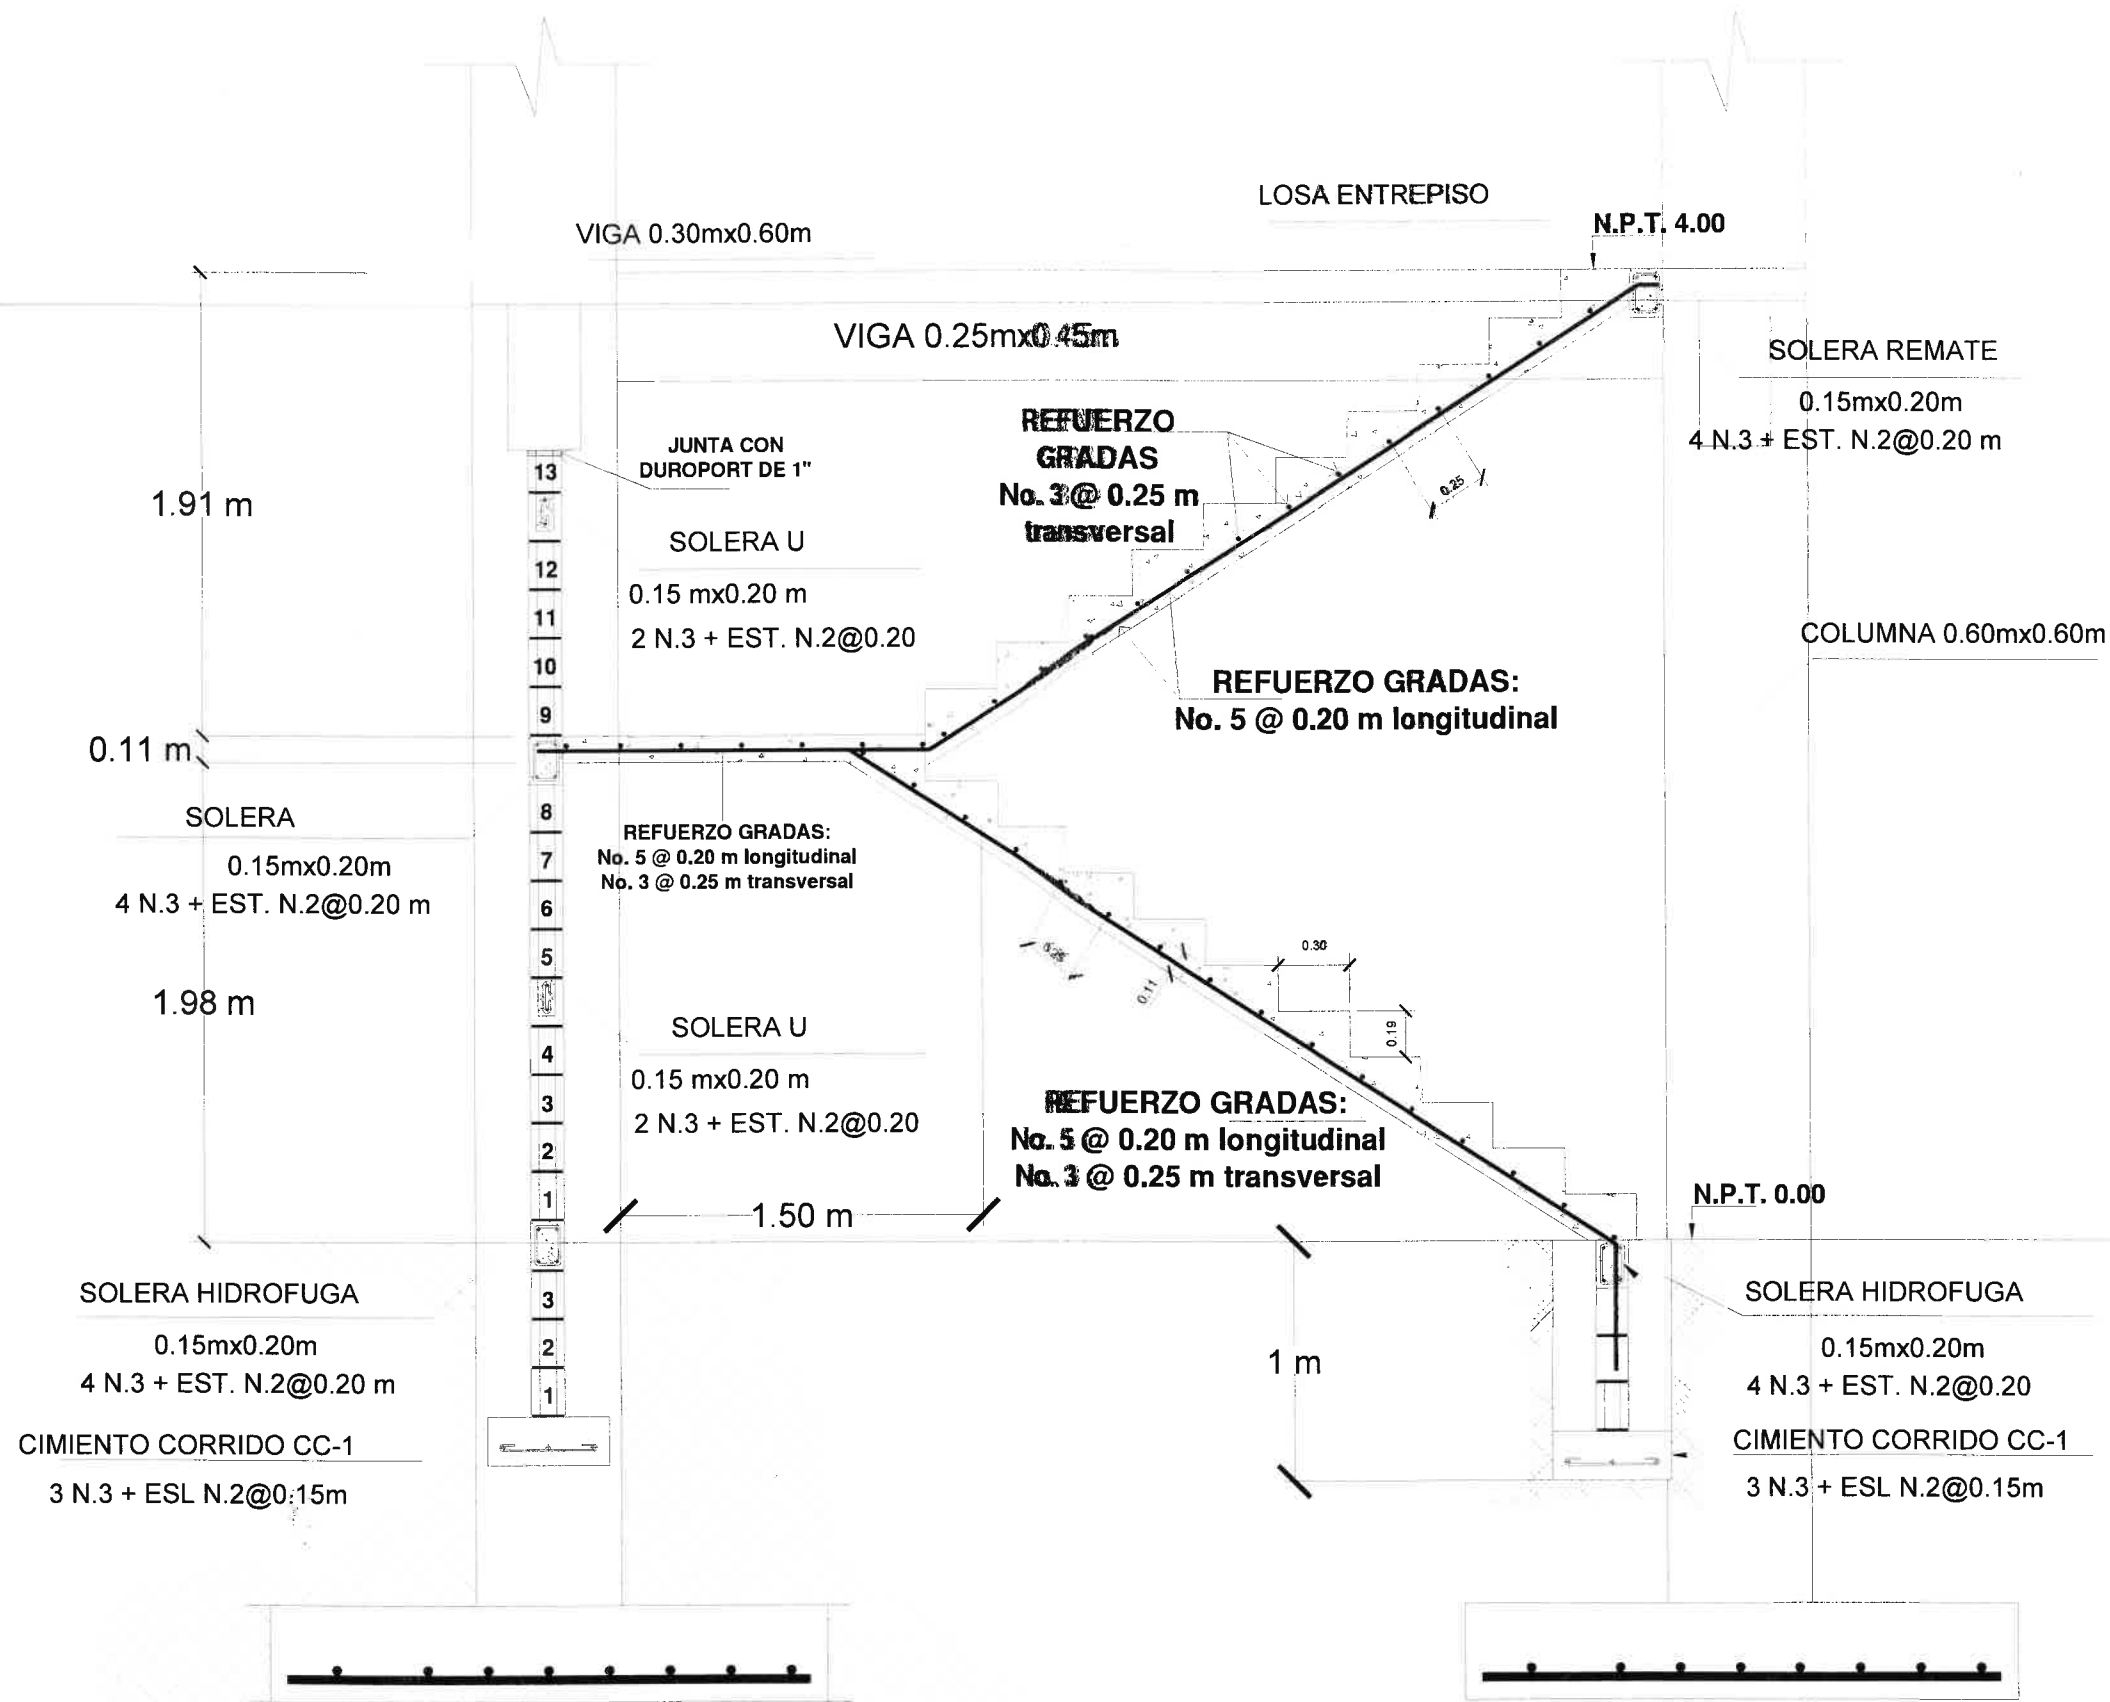 LOSA ENTREPISO
N.P.T. 4.00
VIGA 0.30mx0.60m
VIGA 0.25mx0.45m
SOLERA REMATE
0.15mx0.20m
4 N.3 + EST. N.2@0.20 m
JUNTA CON
DUROPORT DE 1"
REFUERZO
GRADAS
No. 3 @ 0.25 m
transversal
13
12
11
10
9
1.91 m
0.25
SOLERA U
0.15 mx0.20 m
2 N.3 + EST. N.2@0.20
COLUMNA 0.60mx0.60m
REFUERZO GRADAS:
No. 5 @ 0.20 m longitudinal
0.11 m
SOLERA
0.15mx0.20m
4 N.3 + EST. N.2@0.20 m
8
7
6
5
REFUERZO GRADAS:
No. 5 @ 0.20 m longitudinal
No. 3 @ 0.25 m transversal
0.25
0.11
0.30
0.19
1.98 m
SOLERA U
0.15 mx0.20 m
2 N.3 + EST. N.2@0.20
4
3
2
1
REFUERZO GRADAS:
No. 5 @ 0.20 m longitudinal
No. 3 @ 0.25 m transversal
1.50 m
N.P.T. 0.00
SOLERA HIDROFUGA
0.15mx0.20m
4 N.3 + EST. N.2@0.20 m
3
2
1
1 m
SOLERA HIDROFUGA
0.15mx0.20m
4 N.3 + EST. N.2@0.20
CIMIENTO CORRIDO CC-1
3 N.3 + ESL N.2@0.15m
CIMIENTO CORRIDO CC-1
3 N.3 + ESL N.2@0.15m